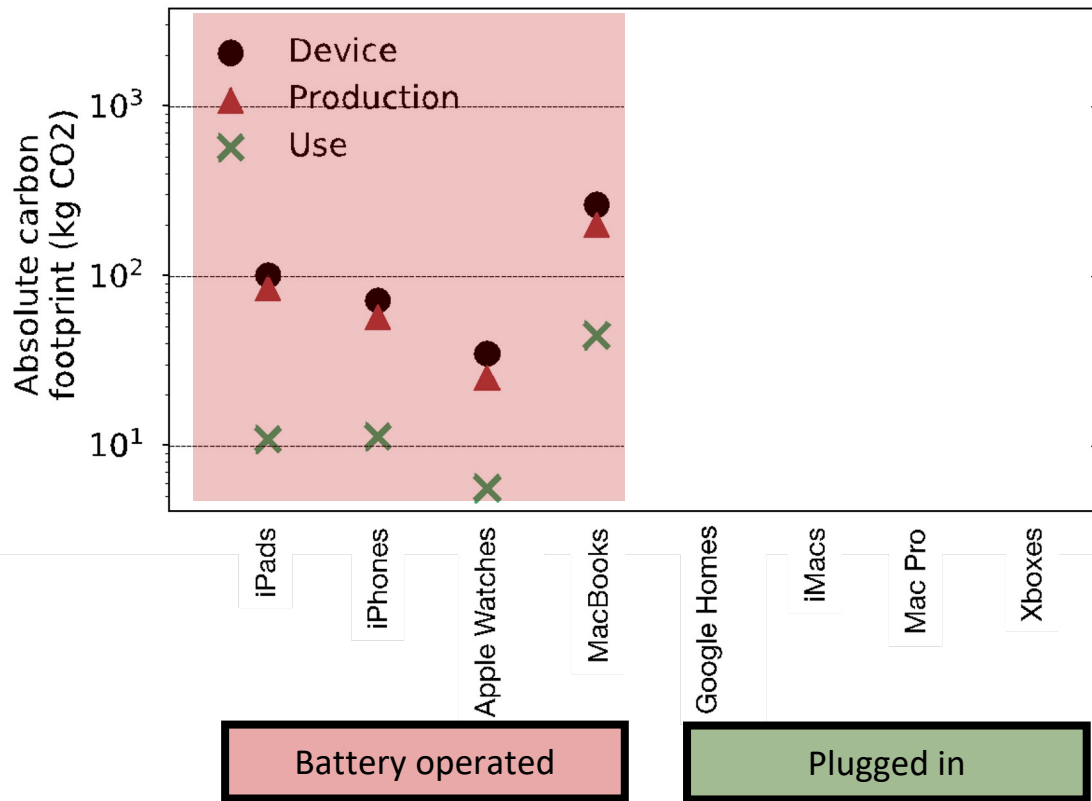 Absolute carbon
footprint (kg CO2)
10³
10²
10¹
Device
Production
Use
iPads
iPhones
Apple Watches
MacBooks
Google Homes
iMacs
Mac Pro
Xboxes
Battery operated
Plugged in